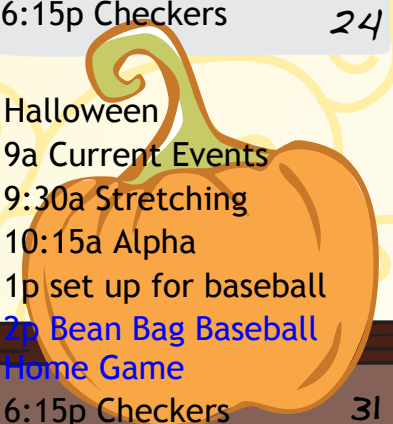 6:15p Checkers
24
Halloween
9a Current Events
9:30a Stretching
10:15a Alpha
1p set up for baseball
2p Bean Bag Baseball
Home Game
6:15p Checkers
31